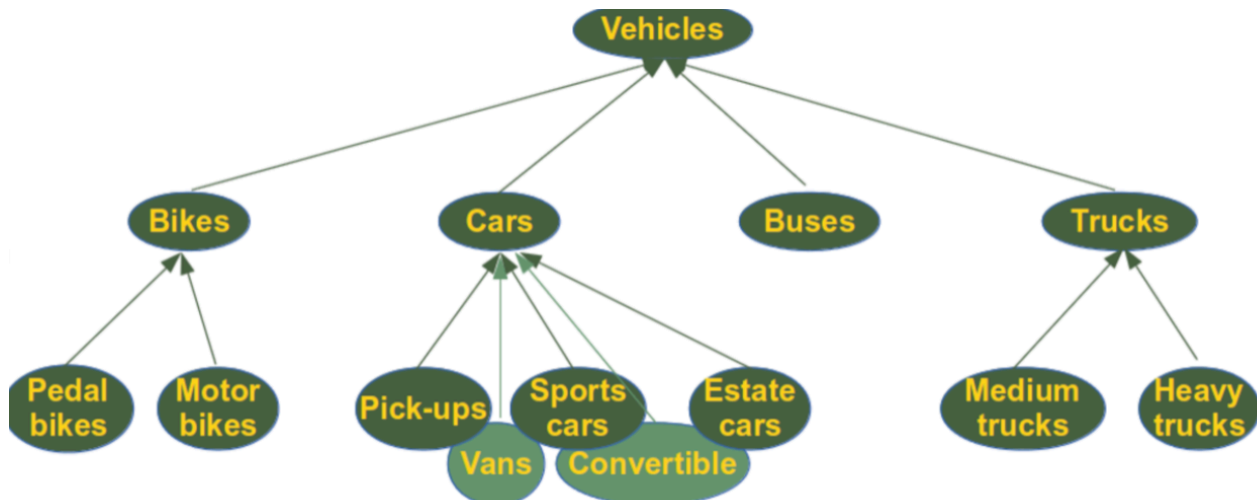 Vehicles
Bikes
Cars
Buses
Trucks
Pedal
bikes
Motor
bikes
Pick-ups
Sports
cars
Estate
cars
Medium
trucks
Heavy
trucks
Vans
Convertible